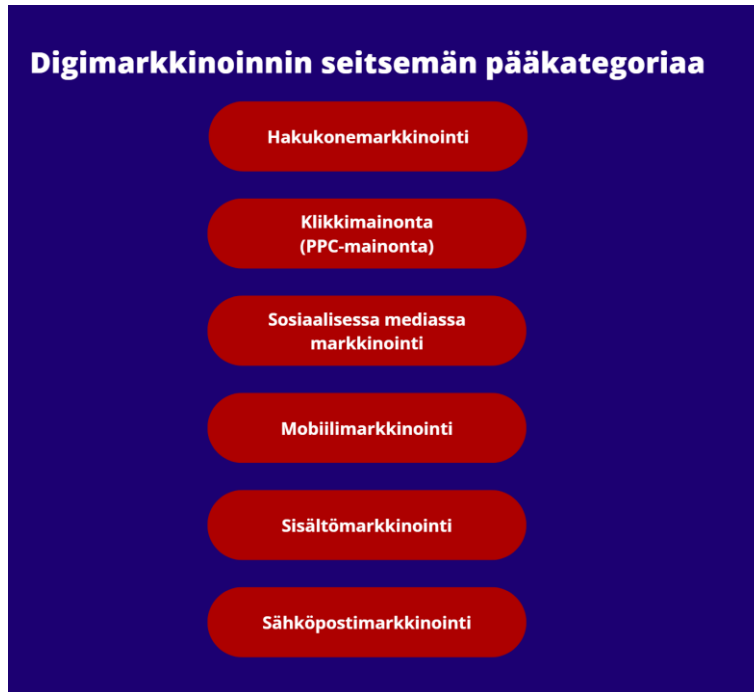 Digimarkkinoinnin seitsemän pääkategoriaa
Hakukonemarkkinointi
Klikkimainonta
(PPC-mainonta)
Sosiaalisessa mediassa
markkinointi
Mobiilimarkkinointi
Sisältömarkkinointi
Sähköpostimarkkinointi